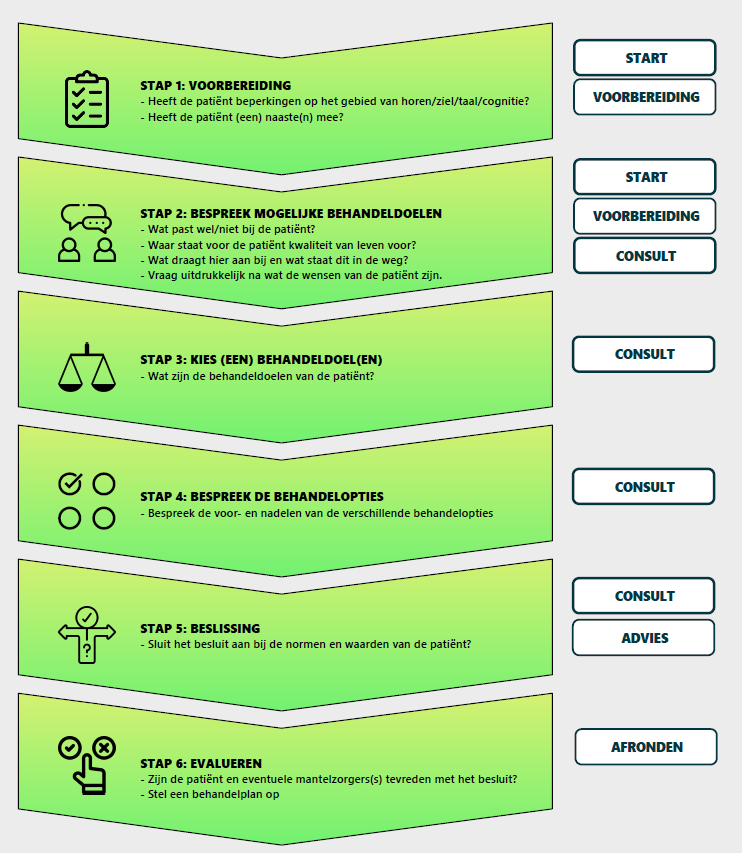 STAP 1: VOORBEREIDING
- Heeft de patiënt beperkingen op het gebied van horen/ziel/taal/cognitie?
- Heeft de patiënt (een) naaste(n) mee?
START
VOORBEREIDING
STAP 2: BESPREEK MOGELIJKE BEHANDELDOELEN
- Wat past wel/niet bij de patiënt?
- Waar staat voor de patiënt kwaliteit van leven voor?
- Wat draagt hier aan bij en wat staat dit in de weg?
- Vraag uitdrukkelijk na wat de wensen van de patiënt zijn.
START
VOORBEREIDING
CONSULT
STAP 3: KIES (EEN) BEHANDELDOEL(EN)
- Wat zijn de behandeldoelen van de patiënt?
CONSULT
STAP 4: BESPREEK DE BEHANDELOPTIES
- Bespreek de voor- en nadelen van de verschillende behandelopties
CONSULT
STAP 5: BESLISSING
- Sluit het besluit aan bij de normen en waarden van de patiënt?
CONSULT
ADVIES
STAP 6: EVALUEREN
- Zijn de patiënt en eventuele mantelzorgers(s) tevreden met het besluit?
- Stel een behandelplan op
AFRONDEN